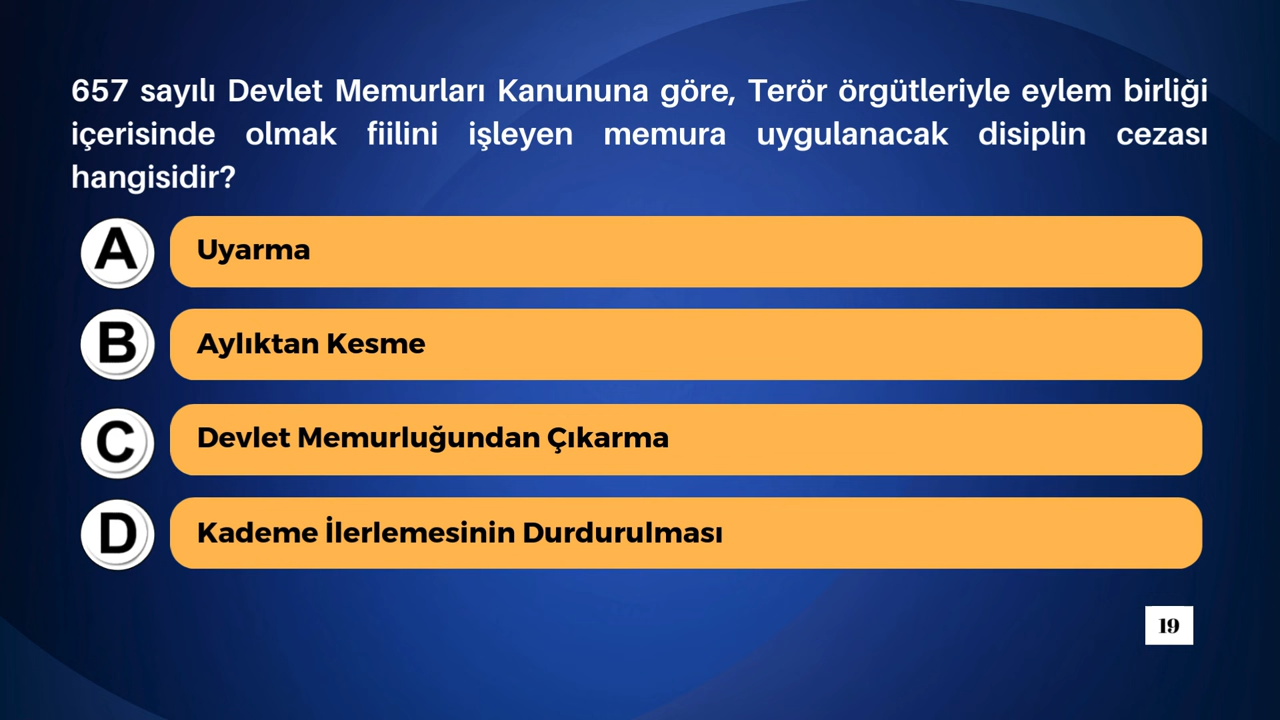 657 sayılı Devlet Memurları Kanununa göre, Terör örgütleriyle eylem birliği
içerisinde olmak fiilini işleyen memura uygulanacak disiplin cezası
hangisidir?
A Uyarma
B Aylıktan Kesme
C Devlet Memurluğundan Çıkarma
D Kademe İlerlemesinin Durdurulması
19